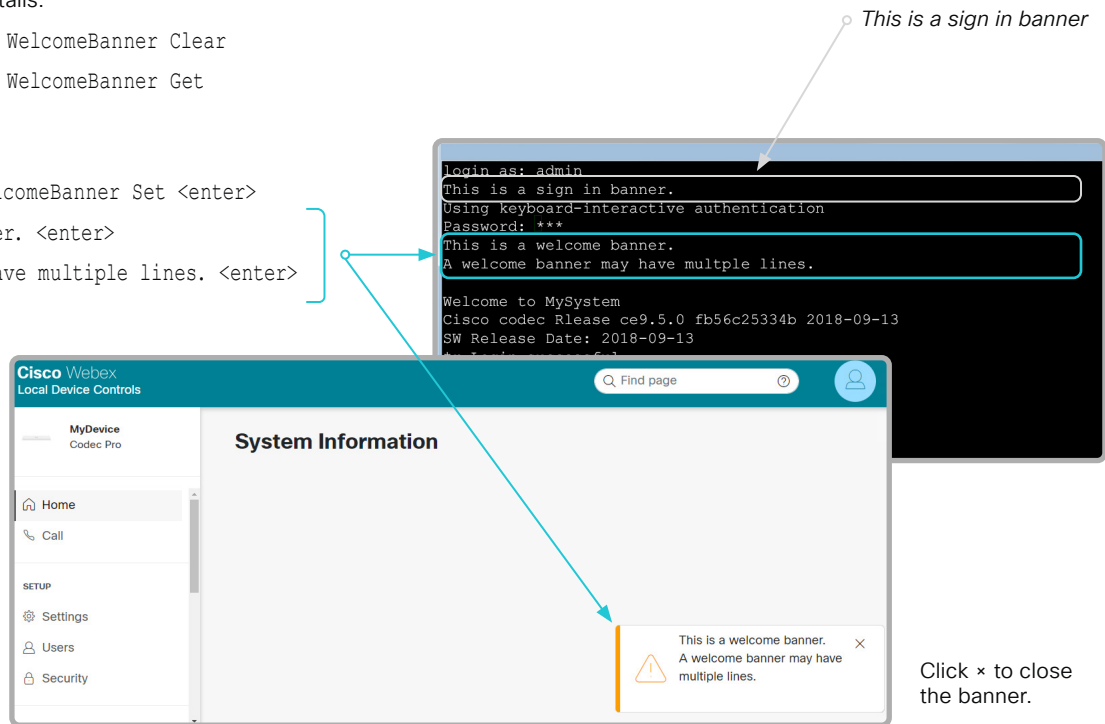 tails.
This is a sign in banner
WelcomeBanner Clear
WelcomeBanner Get
lcomeBanner Set <enter>
er. <enter>
ave multiple lines. <enter>
login as: admin
This is a sign in banner.
Using keyboard-interactive authentication
Password: ***
This is a welcome banner.
A welcome banner may have multple lines.
Welcome to MySystem
Cisco codec Rlease ce9.5.0 fb56c25334b 2018-09-13
SW Release Date: 2018-09-13
*r Login successful
Cisco Webex
Local Device Controls
Find page
MyDevice
Codec Pro
System Information
Home
Call
SETUP
Settings
Users
Security
This is a welcome banner.
A welcome banner may have
multiple lines.
Click × to close
the banner.